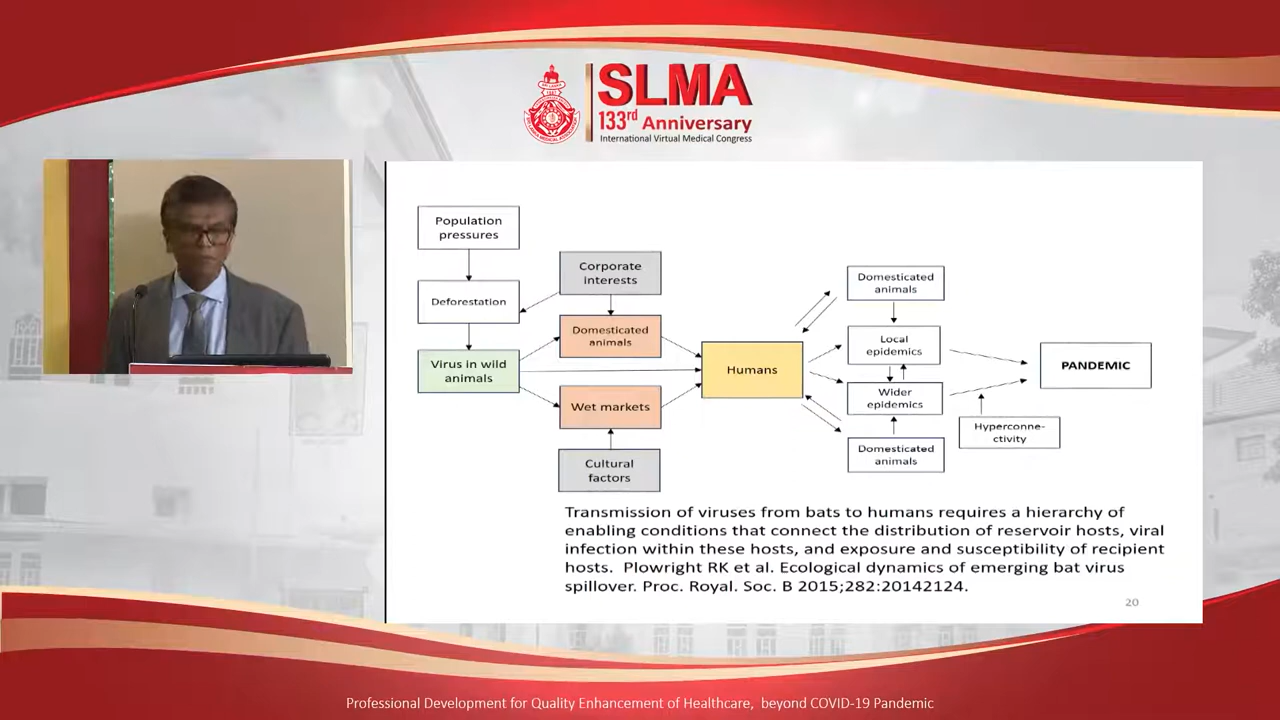 SLMA
133rd Anniversary
International Virtual Medical Congress
Population
pressures
Corporate
interests
Deforestation
Domesticated
animals
Virus in wild
animals
Wet markets
Cultural
factors
Humans
Domesticated
animals
Local
epidemics
Wider
epidemics
Domesticated
animals
Hyperconne-
ctivity
PANDEMIC
Transmission of viruses from bats to humans requires a hierarchy of
enabling conditions that connect the distribution of reservoir hosts, viral
infection within these hosts, and exposure and susceptibility of recipient
hosts. Plowright RK et al. Ecological dynamics of emerging bat virus
spillover. Proc. Royal. Soc. B 2015;282:20142124.
20
Professional Development for Quality Enhancement of Healthcare, beyond COVID-19 Pandemic